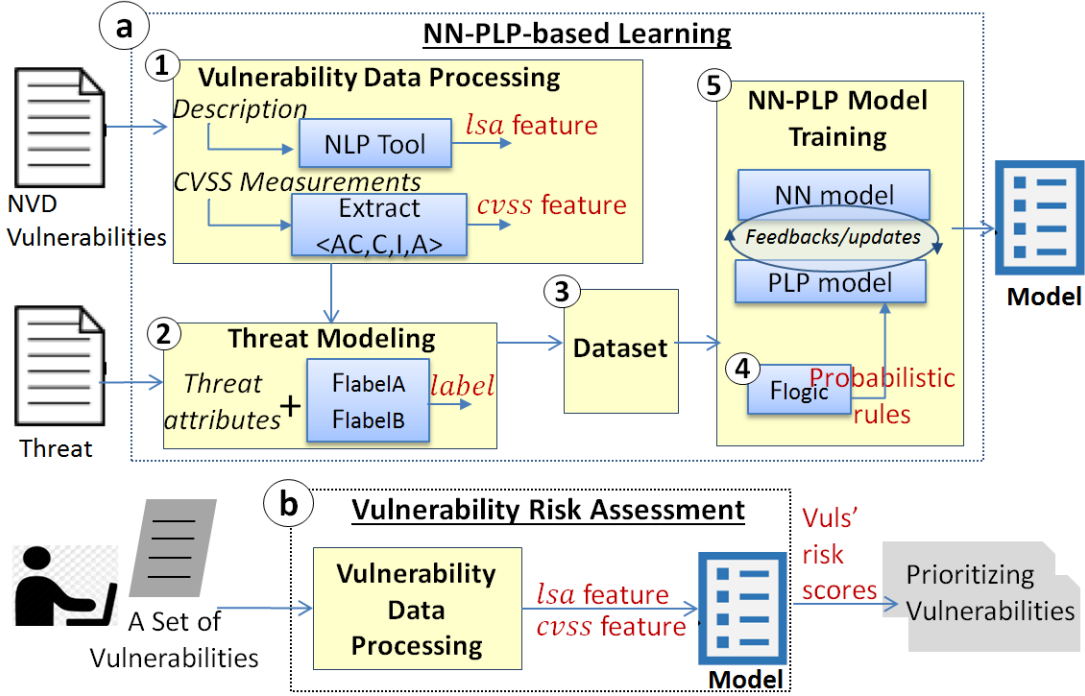 a
NN-PLP-based Learning
1
Vulnerability Data Processing
Description
NLP Tool
lsa feature
CVSS Measurements
Extract
<AC,C,I,A>
cvss feature
NVD
Vulnerabilities
2
Threat Modeling
Threat
attributes
+
FlabelA
FlabelB
label
Threat
3
Dataset
5
NN-PLP Model
Training
NN model
Feedbacks/updates
PLP model
4
Flogic
Probabilistic
rules
Model
b
Vulnerability Risk Assessment
A Set of
Vulnerabilities
Vulnerability
Data
Processing
lsa feature
cvss feature
Model
Vuls'
risk
scores
Prioritizing
Vulnerabilities